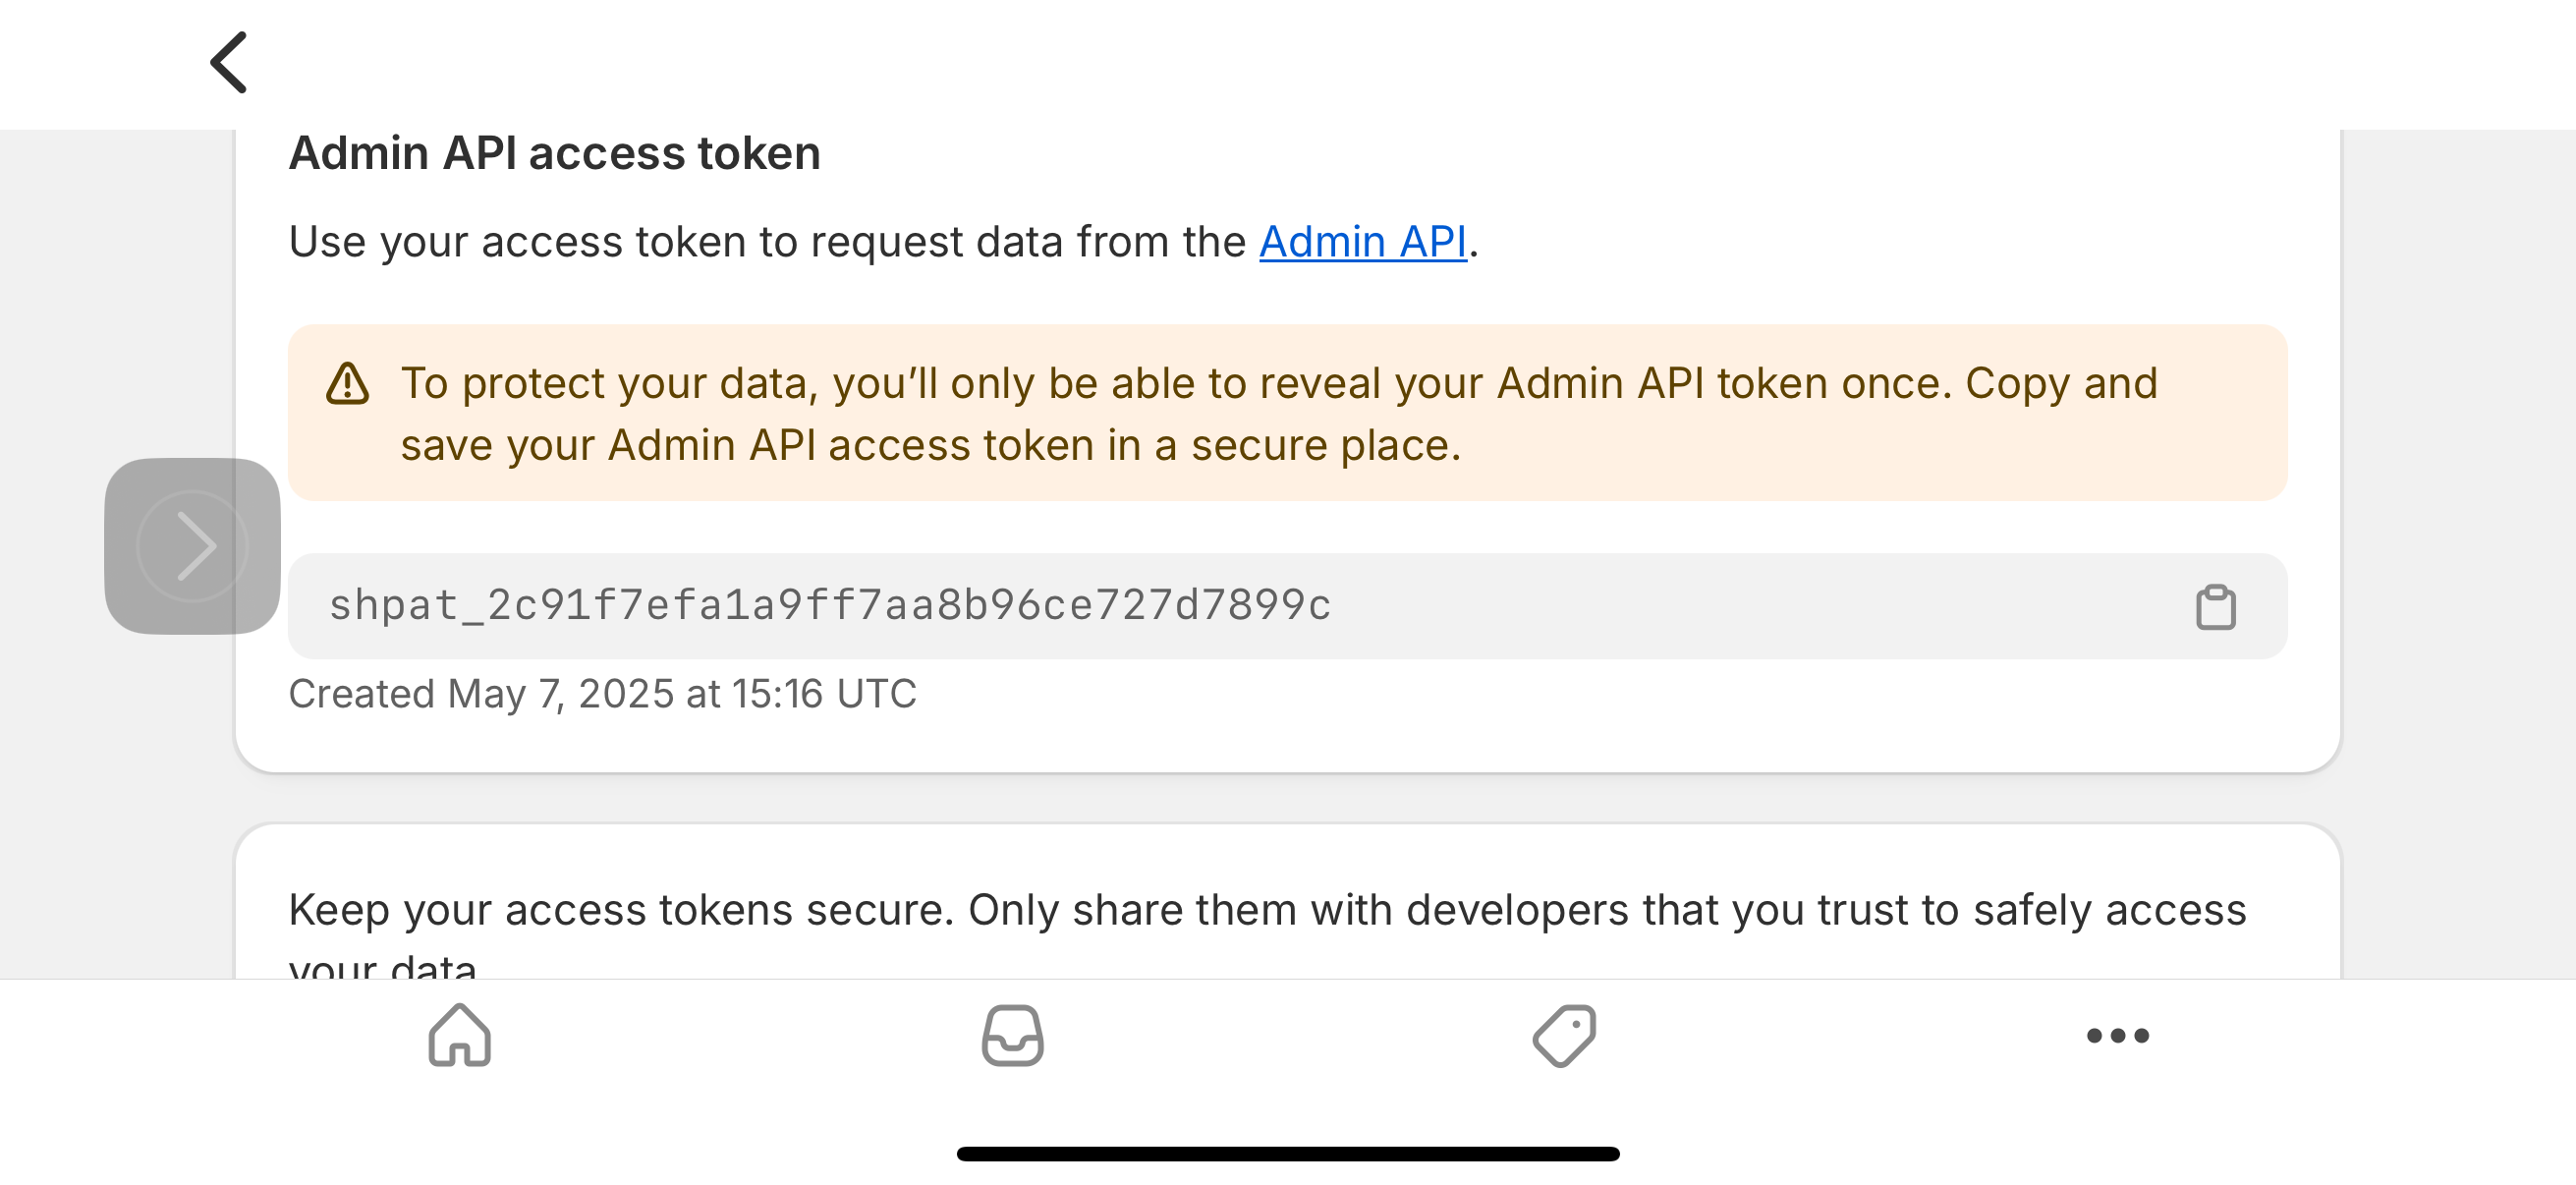 Admin API access token
Use your access token to request data from the Admin API.
To protect your data, you’ll only be able to reveal your Admin API token once. Copy and
save your Admin API access token in a secure place.
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
Created May 7, 2025 at 15:16 UTC
Keep your access tokens secure. Only share them with developers that you trust to safely access
your data